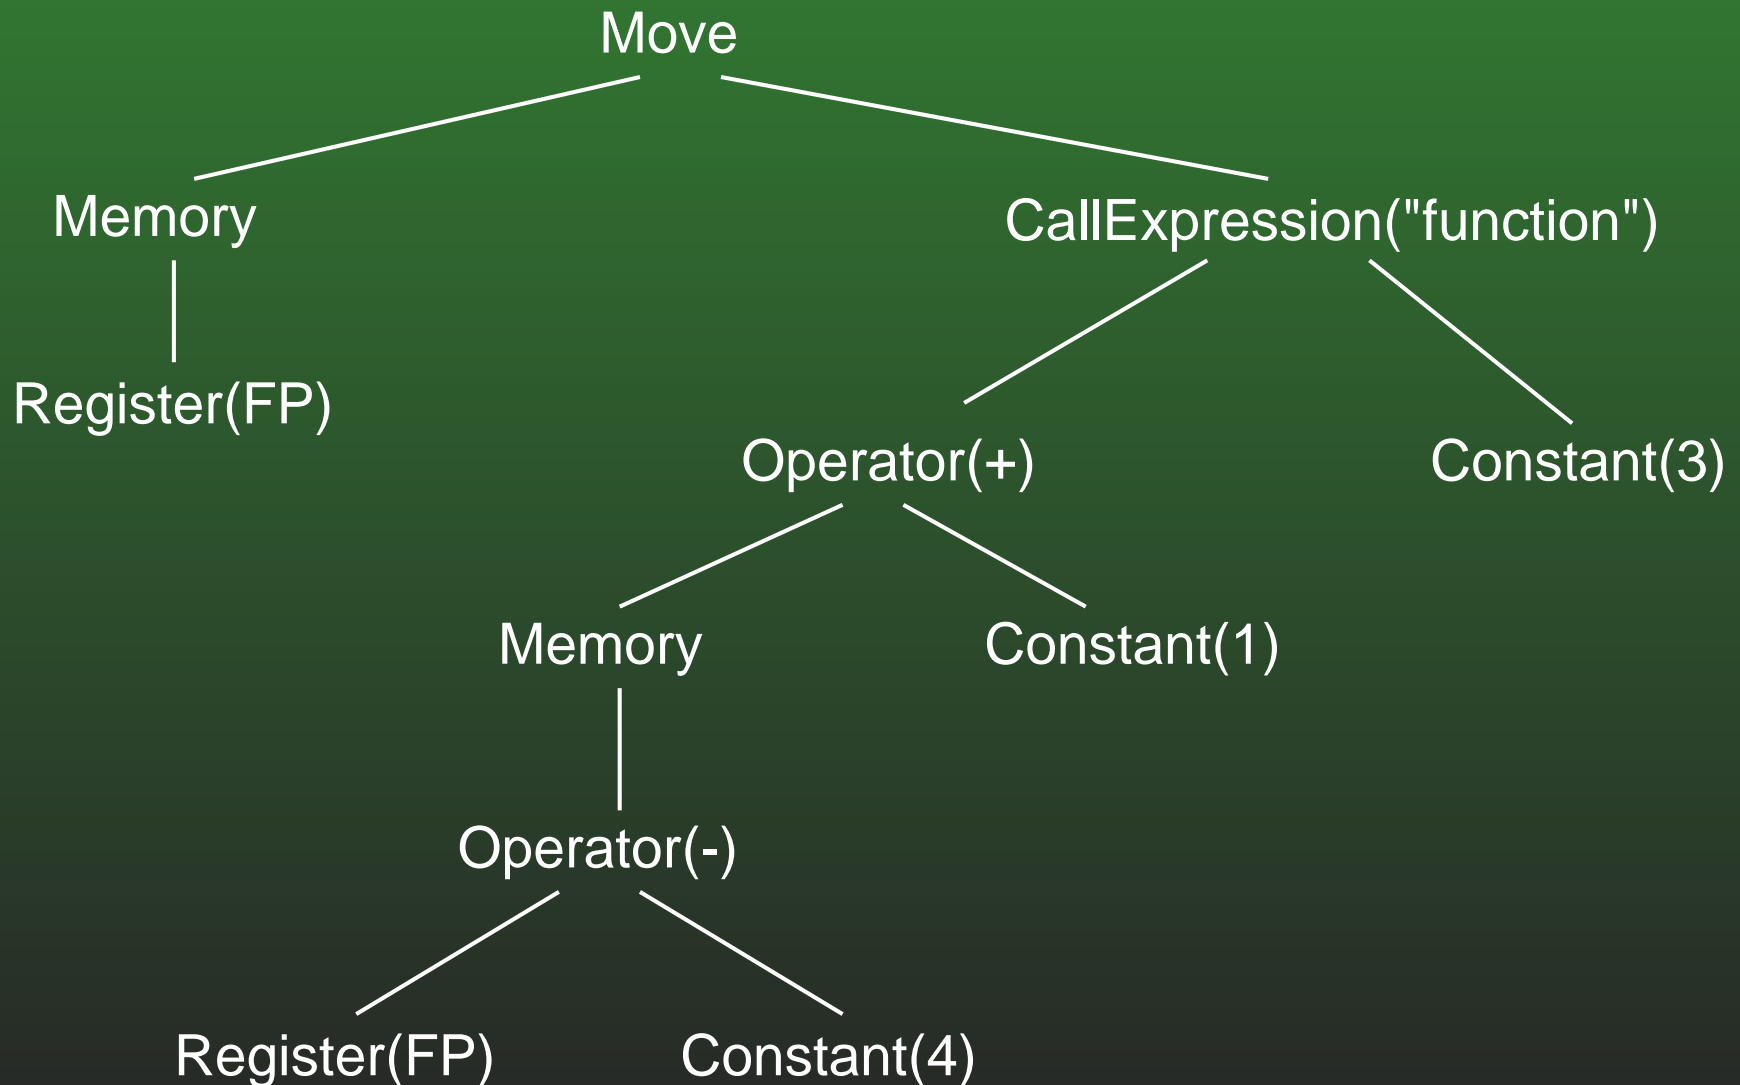 Move
Memory
CallExpression("function")
Register(FP)
Operator(+)
Constant(3)
Memory
Constant(1)
Operator(-)
Register(FP)
Constant(4)